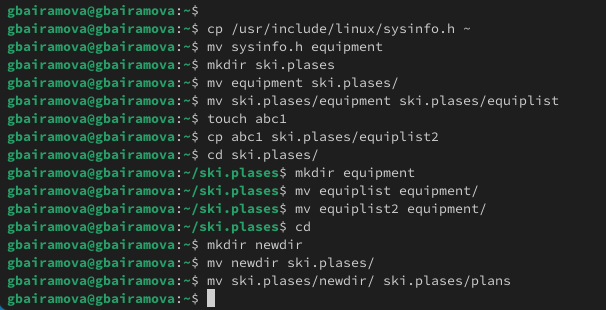 gbairamova@gbairamova:~$
gbairamova@gbairamova:~$ cp /usr/include/linux/sysinfo.h ~
gbairamova@gbairamova:~$ mv sysinfo.h equipment
gbairamova@gbairamova:~$ mkdir ski.plases
gbairamova@gbairamova:~$ mv equipment ski.plases/
gbairamova@gbairamova:~$ mv ski.plases/equipment ski.plases/equiplist
gbairamova@gbairamova:~$ touch abc1
gbairamova@gbairamova:~$ cp abc1 ski.plases/equiplist2
gbairamova@gbairamova:~$ cd ski.plases/
gbairamova@gbairamova:~/ski.plases$ mkdir equipment
gbairamova@gbairamova:~/ski.plases$ mv equiplist equipment/
gbairamova@gbairamova:~/ski.plases$ mv equiplist2 equipment/
gbairamova@gbairamova:~/ski.plases$ cd
gbairamova@gbairamova:~$ mkdir newdir
gbairamova@gbairamova:~$ mv newdir ski.plases/
gbairamova@gbairamova:~$ mv ski.plases/newdir/ ski.plases/plans
gbairamova@gbairamova:~$